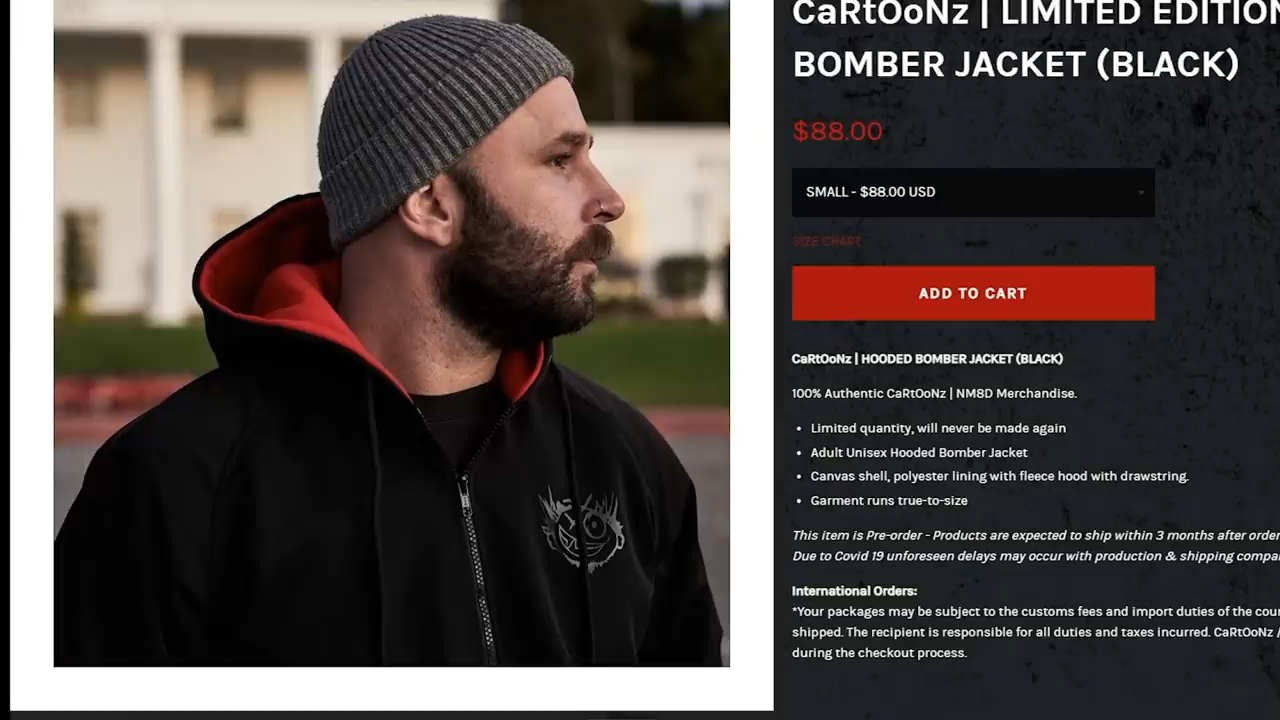 CaRtOoNz | LIMITED EDITION
BOMBER JACKET (BLACK)
$88.00
SMALL - $88.00 USD
SIZE CHART
ADD TO CART
CaRtOoNz | HOODED BOMBER JACKET (BLACK)
100% Authentic CaRtOoNz | NM8D Merchandise.
• Limited quantity, will never be made again
• Adult Unisex Hooded Bomber Jacket
• Canvas shell, polyester lining with fleece hood with drawstring.
• Garment runs true-to-size
This item is Pre-order - Products are expected to ship within 3 months after order
Due to Covid 19 unforeseen delays may occur with production & shipping compa
International Orders:
*Your packages may be subject to the customs fees and import duties of the cou
shipped. The recipient is responsible for all duties and taxes incurred. CaRtOoNz /
during the checkout process.